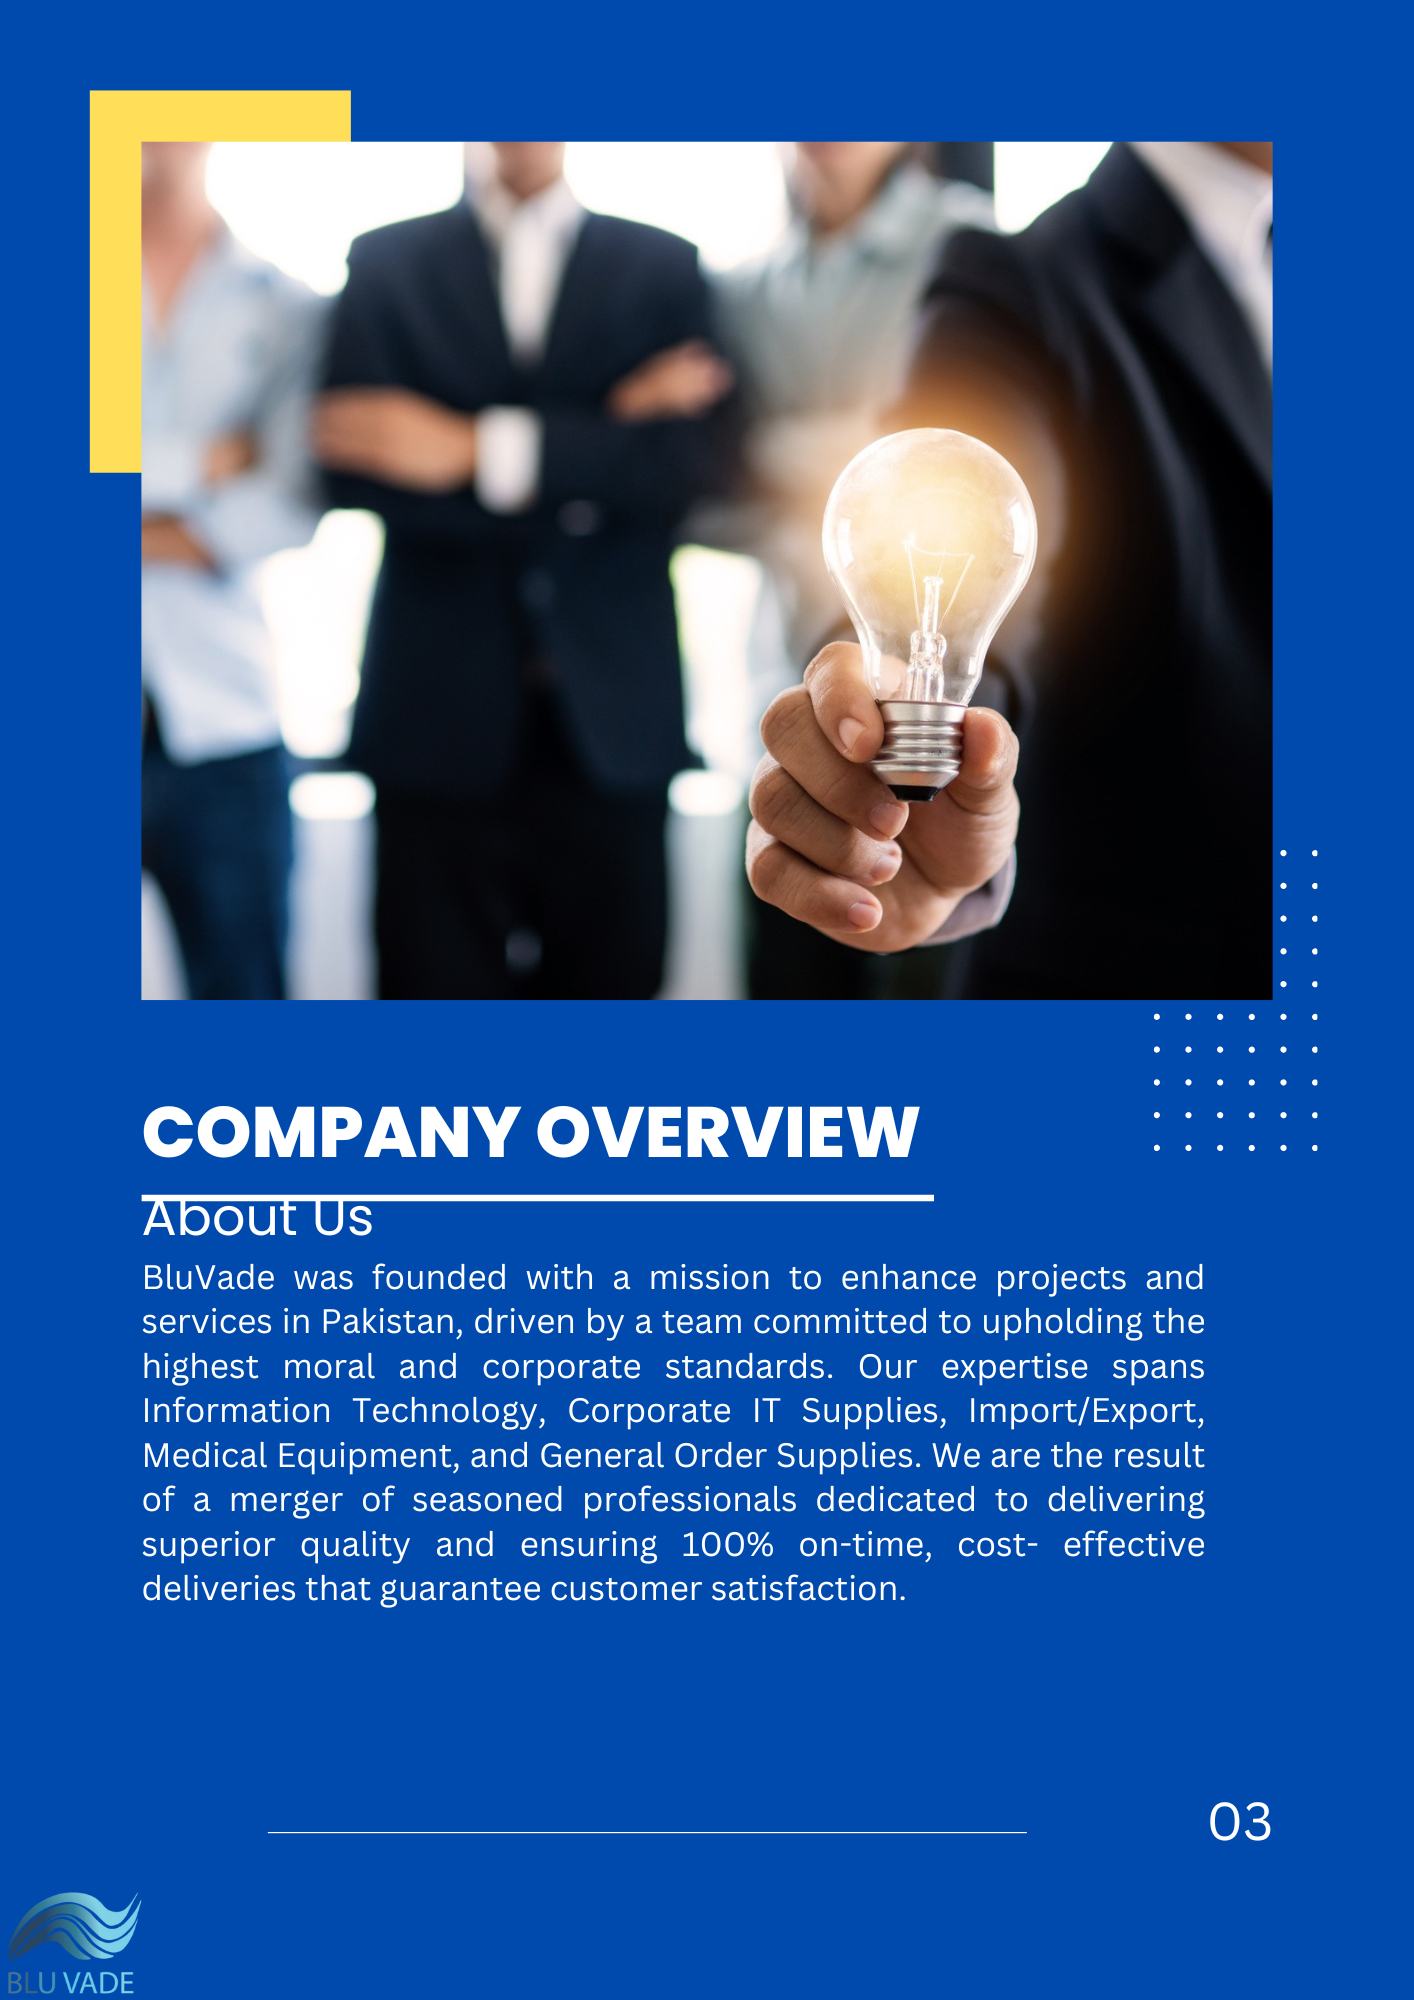 COMPANY OVERVIEW
About Us
BluVade was founded with a mission to enhance projects and
services in Pakistan, driven by a team committed to upholding the
highest moral and corporate standards. Our expertise spans
Information Technology, Corporate IT Supplies, Import/Export,
Medical Equipment, and General Order Supplies. We are the result
of a merger of seasoned professionals dedicated to delivering
superior quality and ensuring 100% on-time, cost- effective
deliveries that guarantee customer satisfaction.
03
BLU VADE